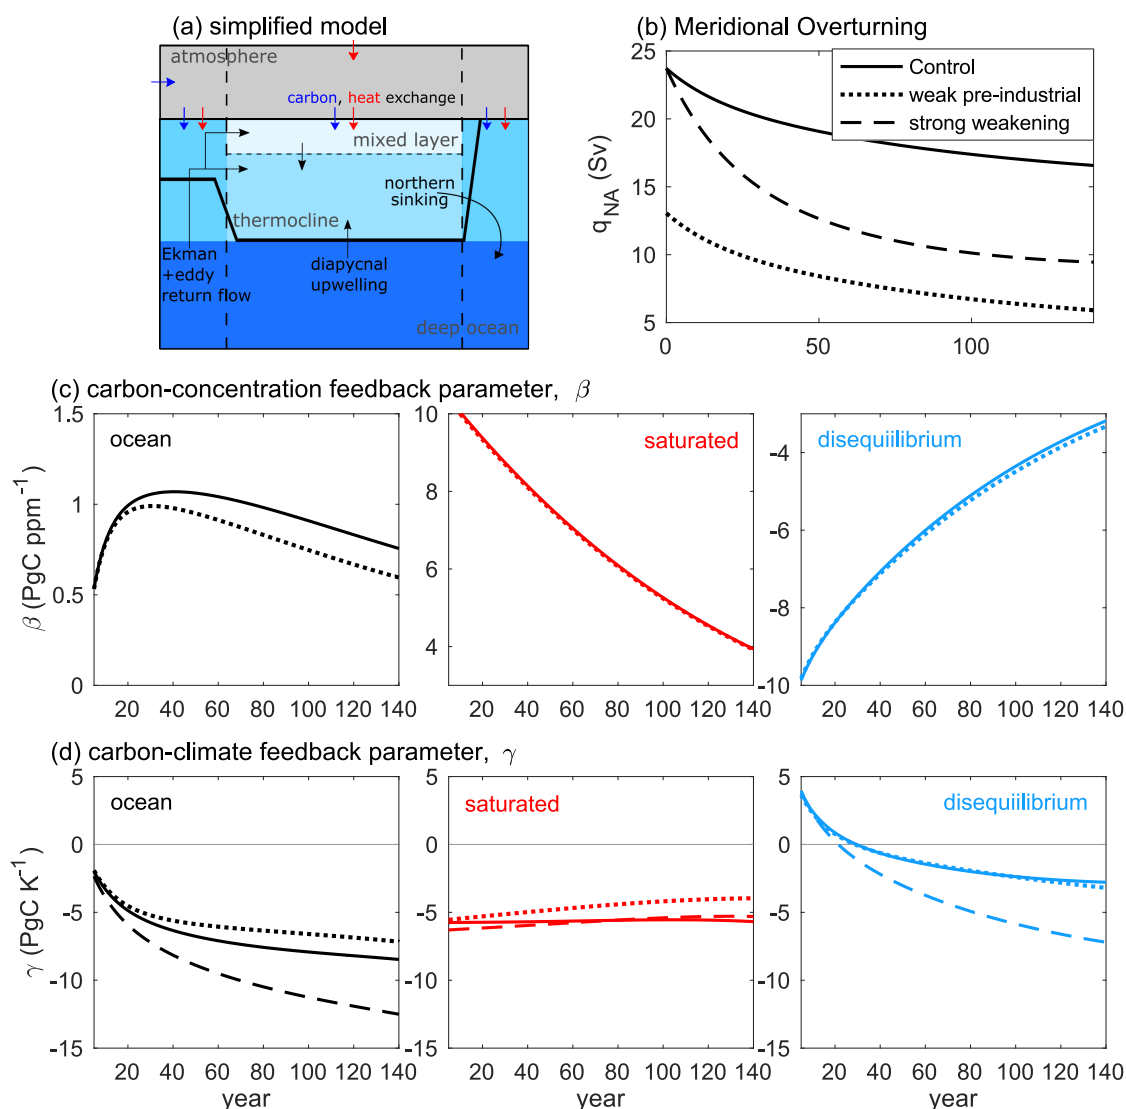 (a) simplified model
atmosphere
carbon, heat exchange
mixed layer
northern
sinking
thermocline
Ekman
+eddy
return flow
diapycnal
upwelling
deep ocean
(b) Meridional Overturning
25
20
15
10
5
q_NA (Sv)
Control
weak pre-industrial
strong weakening
0 50 100
(c) carbon-concentration feedback parameter, β
1.5
1
0.5
0
β (PgC ppm⁻¹)
ocean
20 40 60 80 100 120 140
10
8
6
4
saturated
20 40 60 80 100 120 140
-4
-6
-8
-10
disequiilibrium
20 40 60 80 100 120 140
(d) carbon-climate feedback parameter, γ
5
0
-5
-10
-15
γ (PgC K⁻¹)
ocean
20 40 60 80 100 120 140
year
5
0
-5
-10
-15
saturated
20 40 60 80 100 120 140
year
5
0
-5
-10
-15
disequiilibrium
20 40 60 80 100 120 140
year